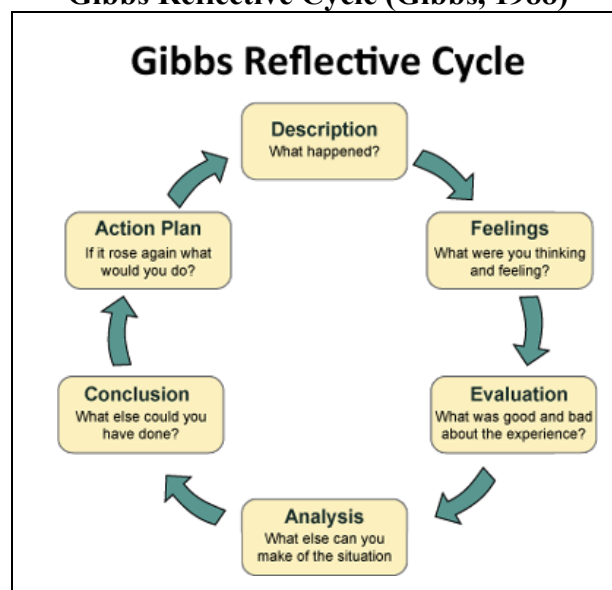 Gibbs Reflective Cycle (Gibbs, 1988)
Gibbs Reflective Cycle
Description
What happened?
Feelings
What were you thinking
and feeling?
Evaluation
What was good and bad
about the experience?
Analysis
What else can you
make of the situation
Conclusion
What else could you
have done?
Action Plan
If it rose again what
would you do?